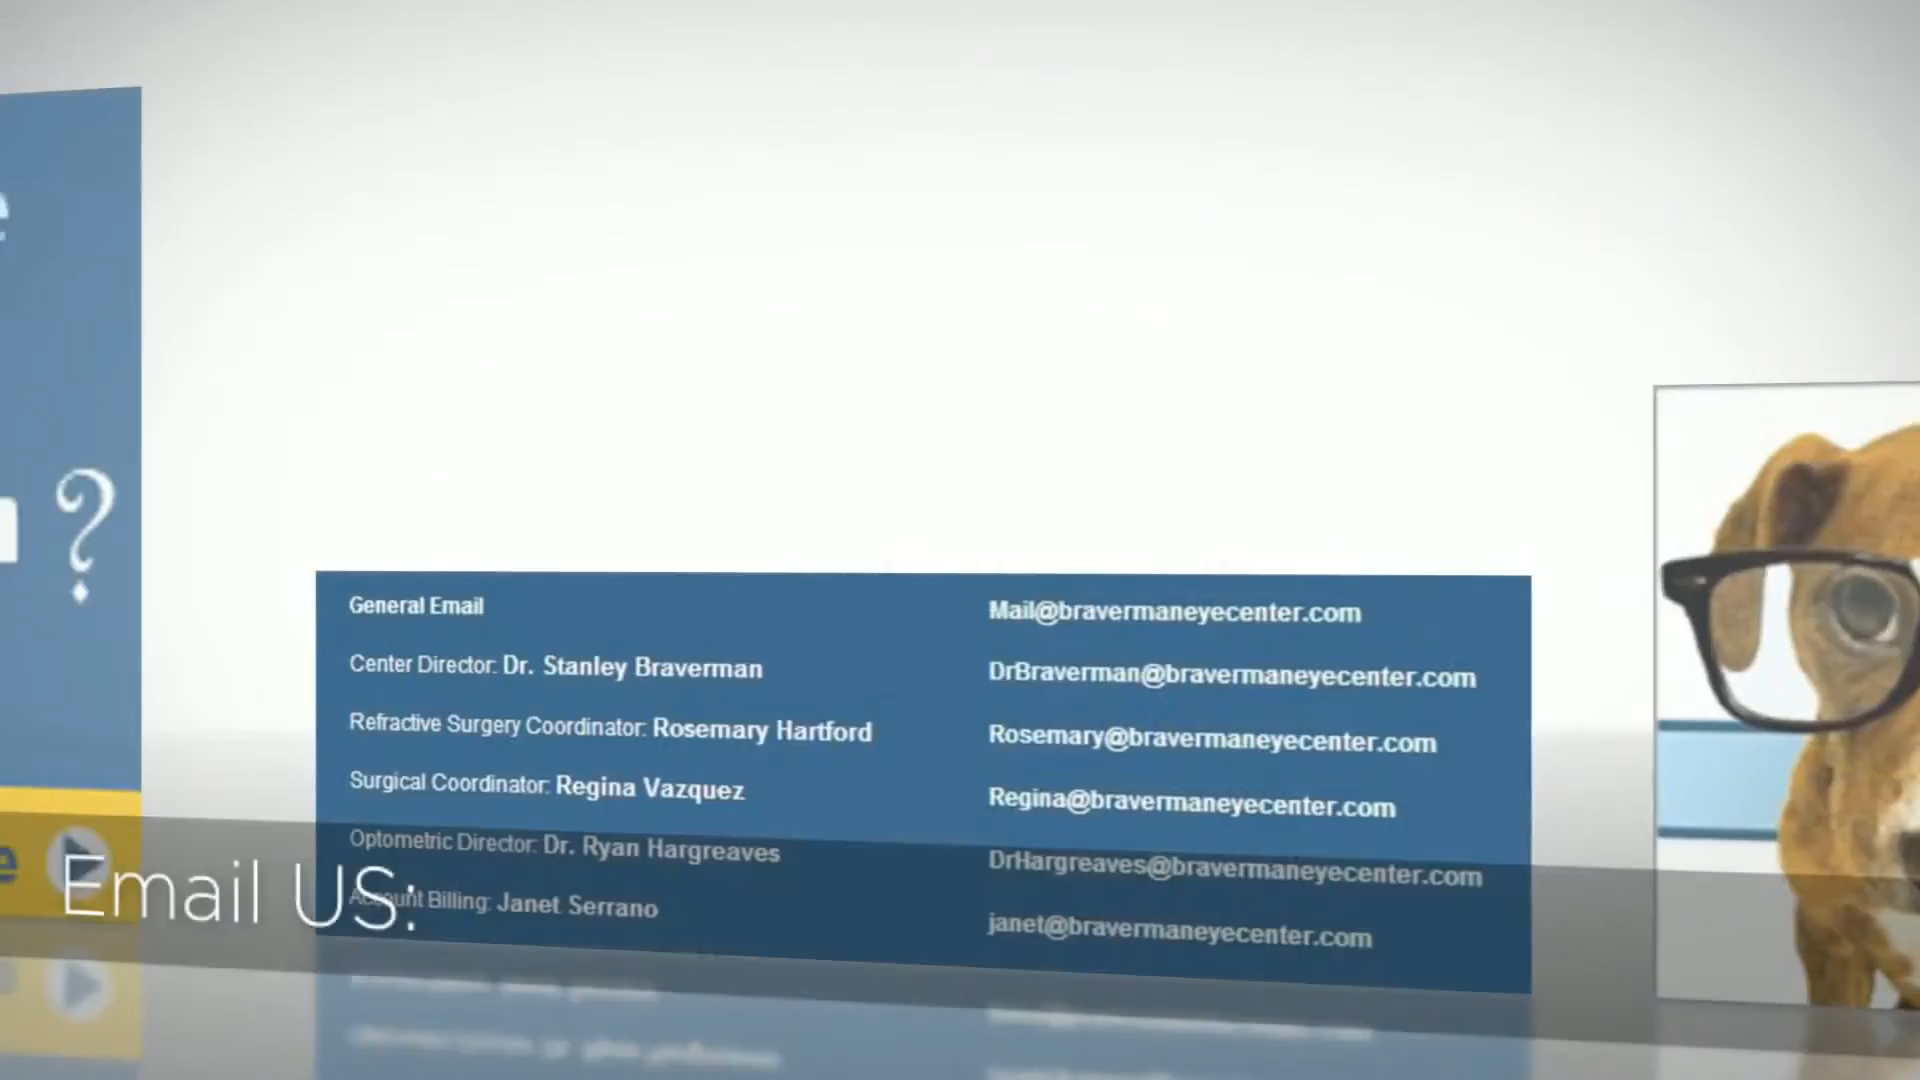 e
?
General Email Mail@bravermaneyecenter.com
Center Director: Dr. Stanley Braverman DrBraverman@bravermaneyecenter.com
Refractive Surgery Coordinator: Rosemary Hartford Rosemary@bravermaneyecenter.com
Surgical Coordinator: Regina Vazquez Regina@bravermaneyecenter.com
Optometric Director: Dr. Ryan Hargreaves DrHargreaves@bravermaneyecenter.com
Account Billing: Janet Serrano janet@bravermaneyecenter.com
e
Email US: